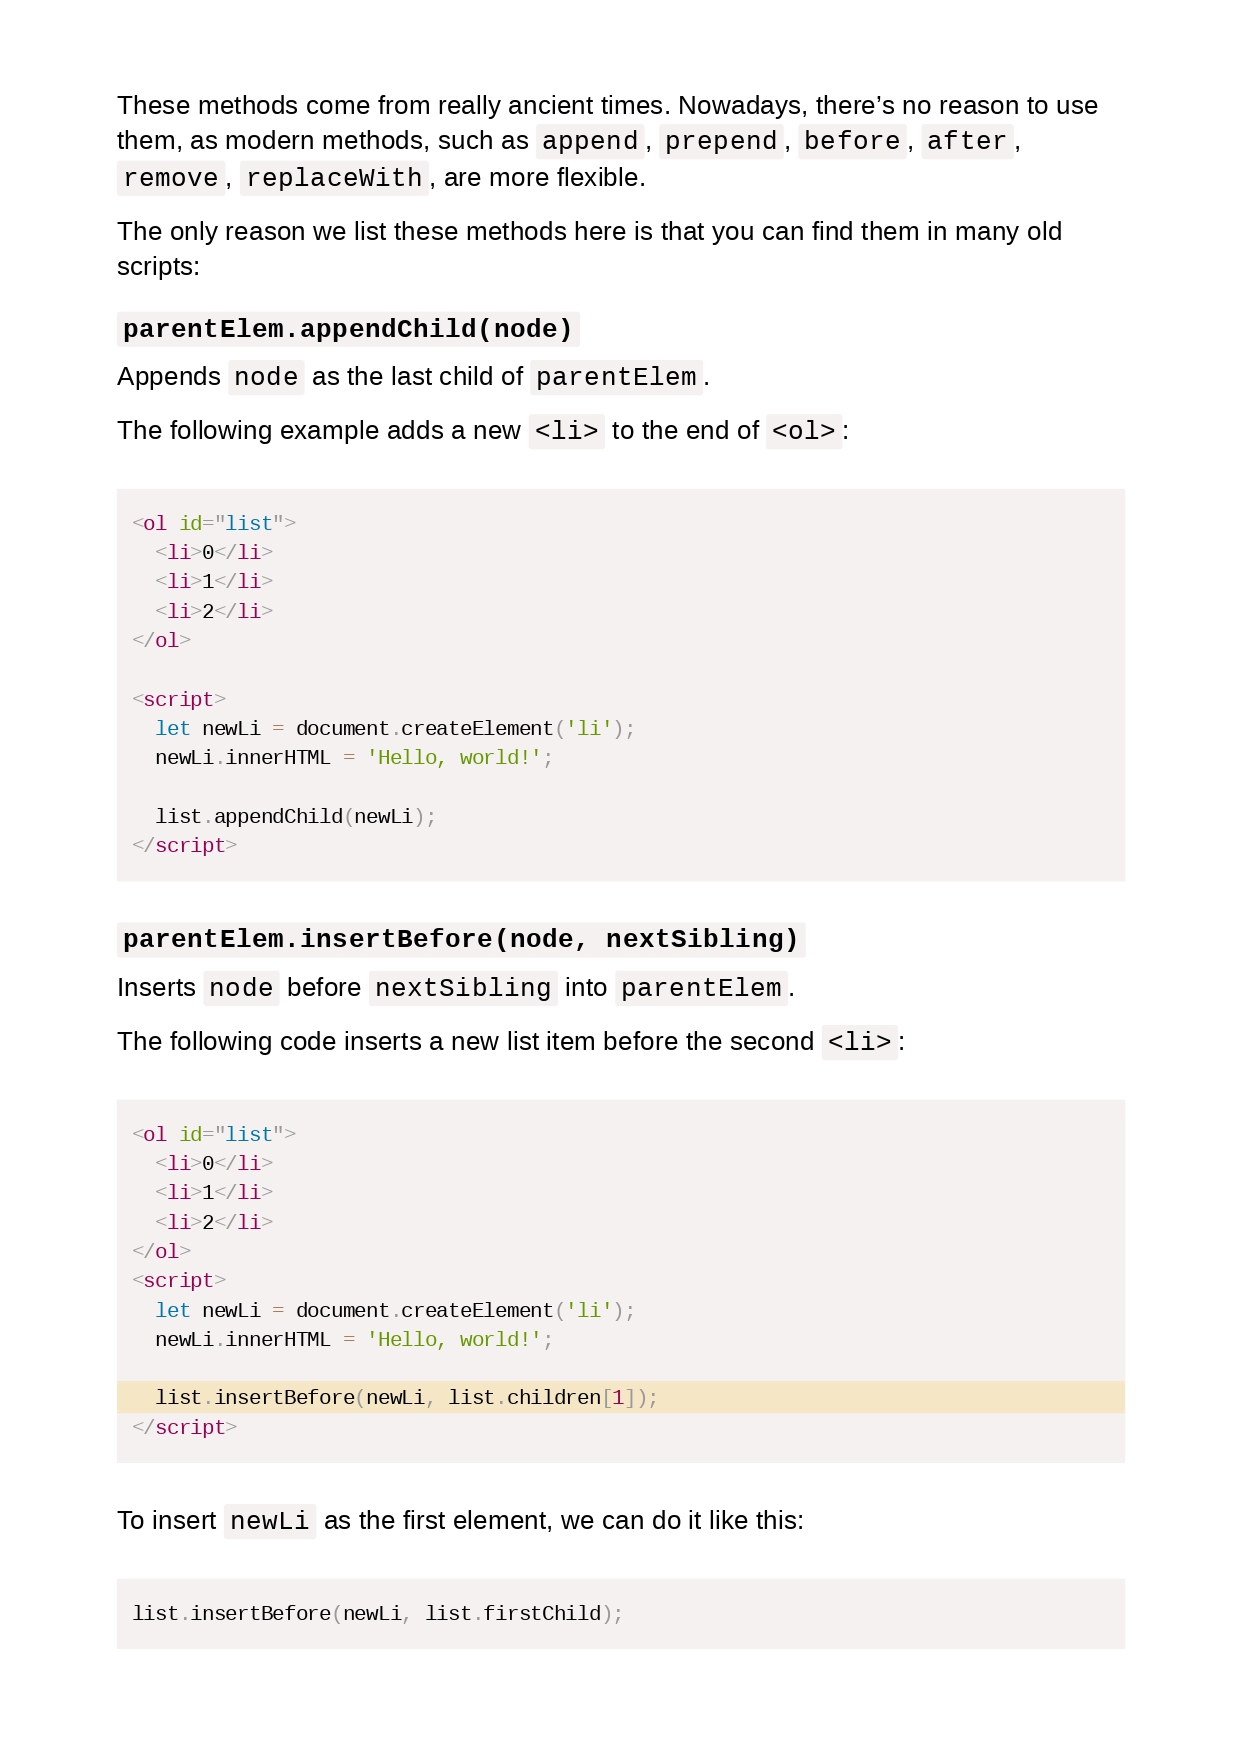 These methods come from really ancient times. Nowadays, there’s no reason to use
them, as modern methods, such as append, prepend, before, after,
remove, replaceWith, are more flexible.
The only reason we list these methods here is that you can find them in many old
scripts:
parentElem.appendChild(node)
Appends node as the last child of parentElem.
The following example adds a new <li> to the end of <ol>:
<ol id="list">
  <li>0</li>
  <li>1</li>
  <li>2</li>
</ol>
<script>
  let newLi = document.createElement('li');
  newLi.innerHTML = 'Hello, world!';
  list.appendChild(newLi);
</script>
parentElem.insertBefore(node, nextSibling)
Inserts node before nextSibling into parentElem.
The following code inserts a new list item before the second <li>:
<ol id="list">
  <li>0</li>
  <li>1</li>
  <li>2</li>
</ol>
<script>
  let newLi = document.createElement('li');
  newLi.innerHTML = 'Hello, world!';
  list.insertBefore(newLi, list.children[1]);
</script>
To insert newLi as the first element, we can do it like this:
list.insertBefore(newLi, list.firstChild);